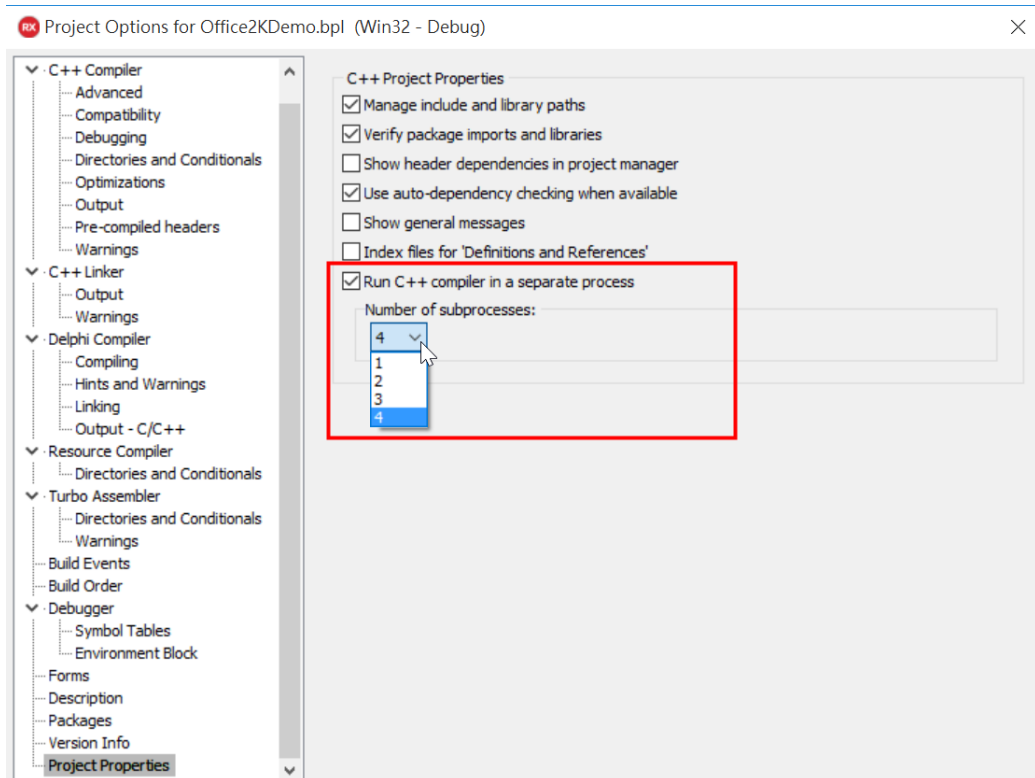 RX Project Options for Office2KDemo.bpl (Win32 - Debug)
C++ Compiler
Advanced
Compatibility
Debugging
Directories and Conditionals
Optimizations
Output
Pre-compiled headers
Warnings
C++ Linker
Output
Warnings
Delphi Compiler
Compiling
Hints and Warnings
Linking
Output - C/C++
Resource Compiler
Directories and Conditionals
Turbo Assembler
Directories and Conditionals
Warnings
Build Events
Build Order
Debugger
Symbol Tables
Environment Block
Forms
Description
Packages
Version Info
Project Properties
C++ Project Properties
Manage include and library paths
Verify package imports and libraries
Show header dependencies in project manager
Use auto-dependency checking when available
Show general messages
Index files for 'Definitions and References'
Run C++ compiler in a separate process
Number of subprocesses:
4
1
2
3
4